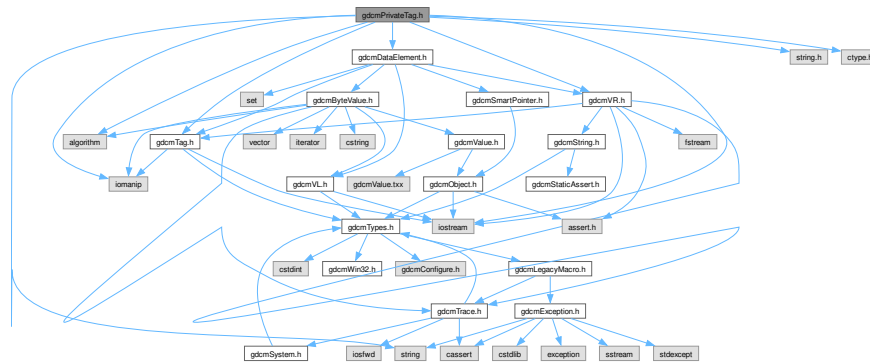 gdcmPrivateTag.h
gdcmDataElement.h
string.h
ctype.h
set
gdcmByteValue.h
gdcmSmartPointer.h
gdcmVR.h
algorithm
gdcmTag.h
vector
iterator
cstring
gdcmValue.h
gdcmString.h
fstream
iomanip
gdcmVL.h
gdcmValue.txx
gdcmObject.h
gdcmStaticAssert.h
gdcmTypes.h
iostream
assert.h
cstdint
gdcmWin32.h
gdcmConfigure.h
gdcmLegacyMacro.h
gdcmTrace.h
gdcmException.h
gdcmSystem.h
iosfwd
string
cassert
cstdlib
exception
sstream
stdexcept